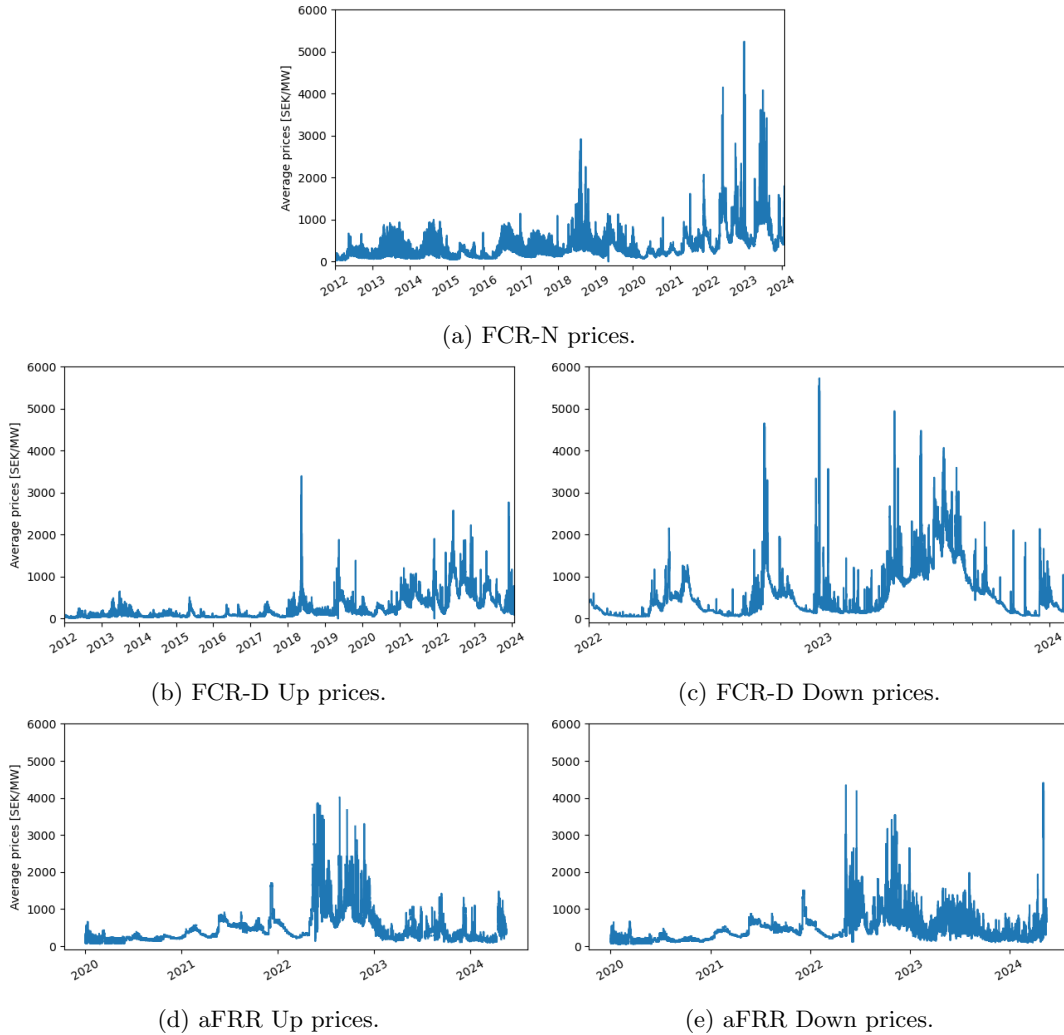 6000
5000
4000
3000
2000
1000
0
Average prices [SEK/MW]
2012 2013 2014 2015 2016 2017 2018 2019 2020 2021 2022 2023 2024
(a) FCR-N prices.
6000
5000
4000
3000
2000
1000
0
Average prices [SEK/MW]
2012 2013 2014 2015 2016 2017 2018 2019 2020 2021 2022 2023 2024
(b) FCR-D Up prices.
6000
5000
4000
3000
2000
1000
0
2022 2023 2024
(c) FCR-D Down prices.
6000
5000
4000
3000
2000
1000
0
Average prices [SEK/MW]
2020 2021 2022 2023 2024
(d) aFRR Up prices.
6000
5000
4000
3000
2000
1000
0
2020 2021 2022 2023 2024
(e) aFRR Down prices.